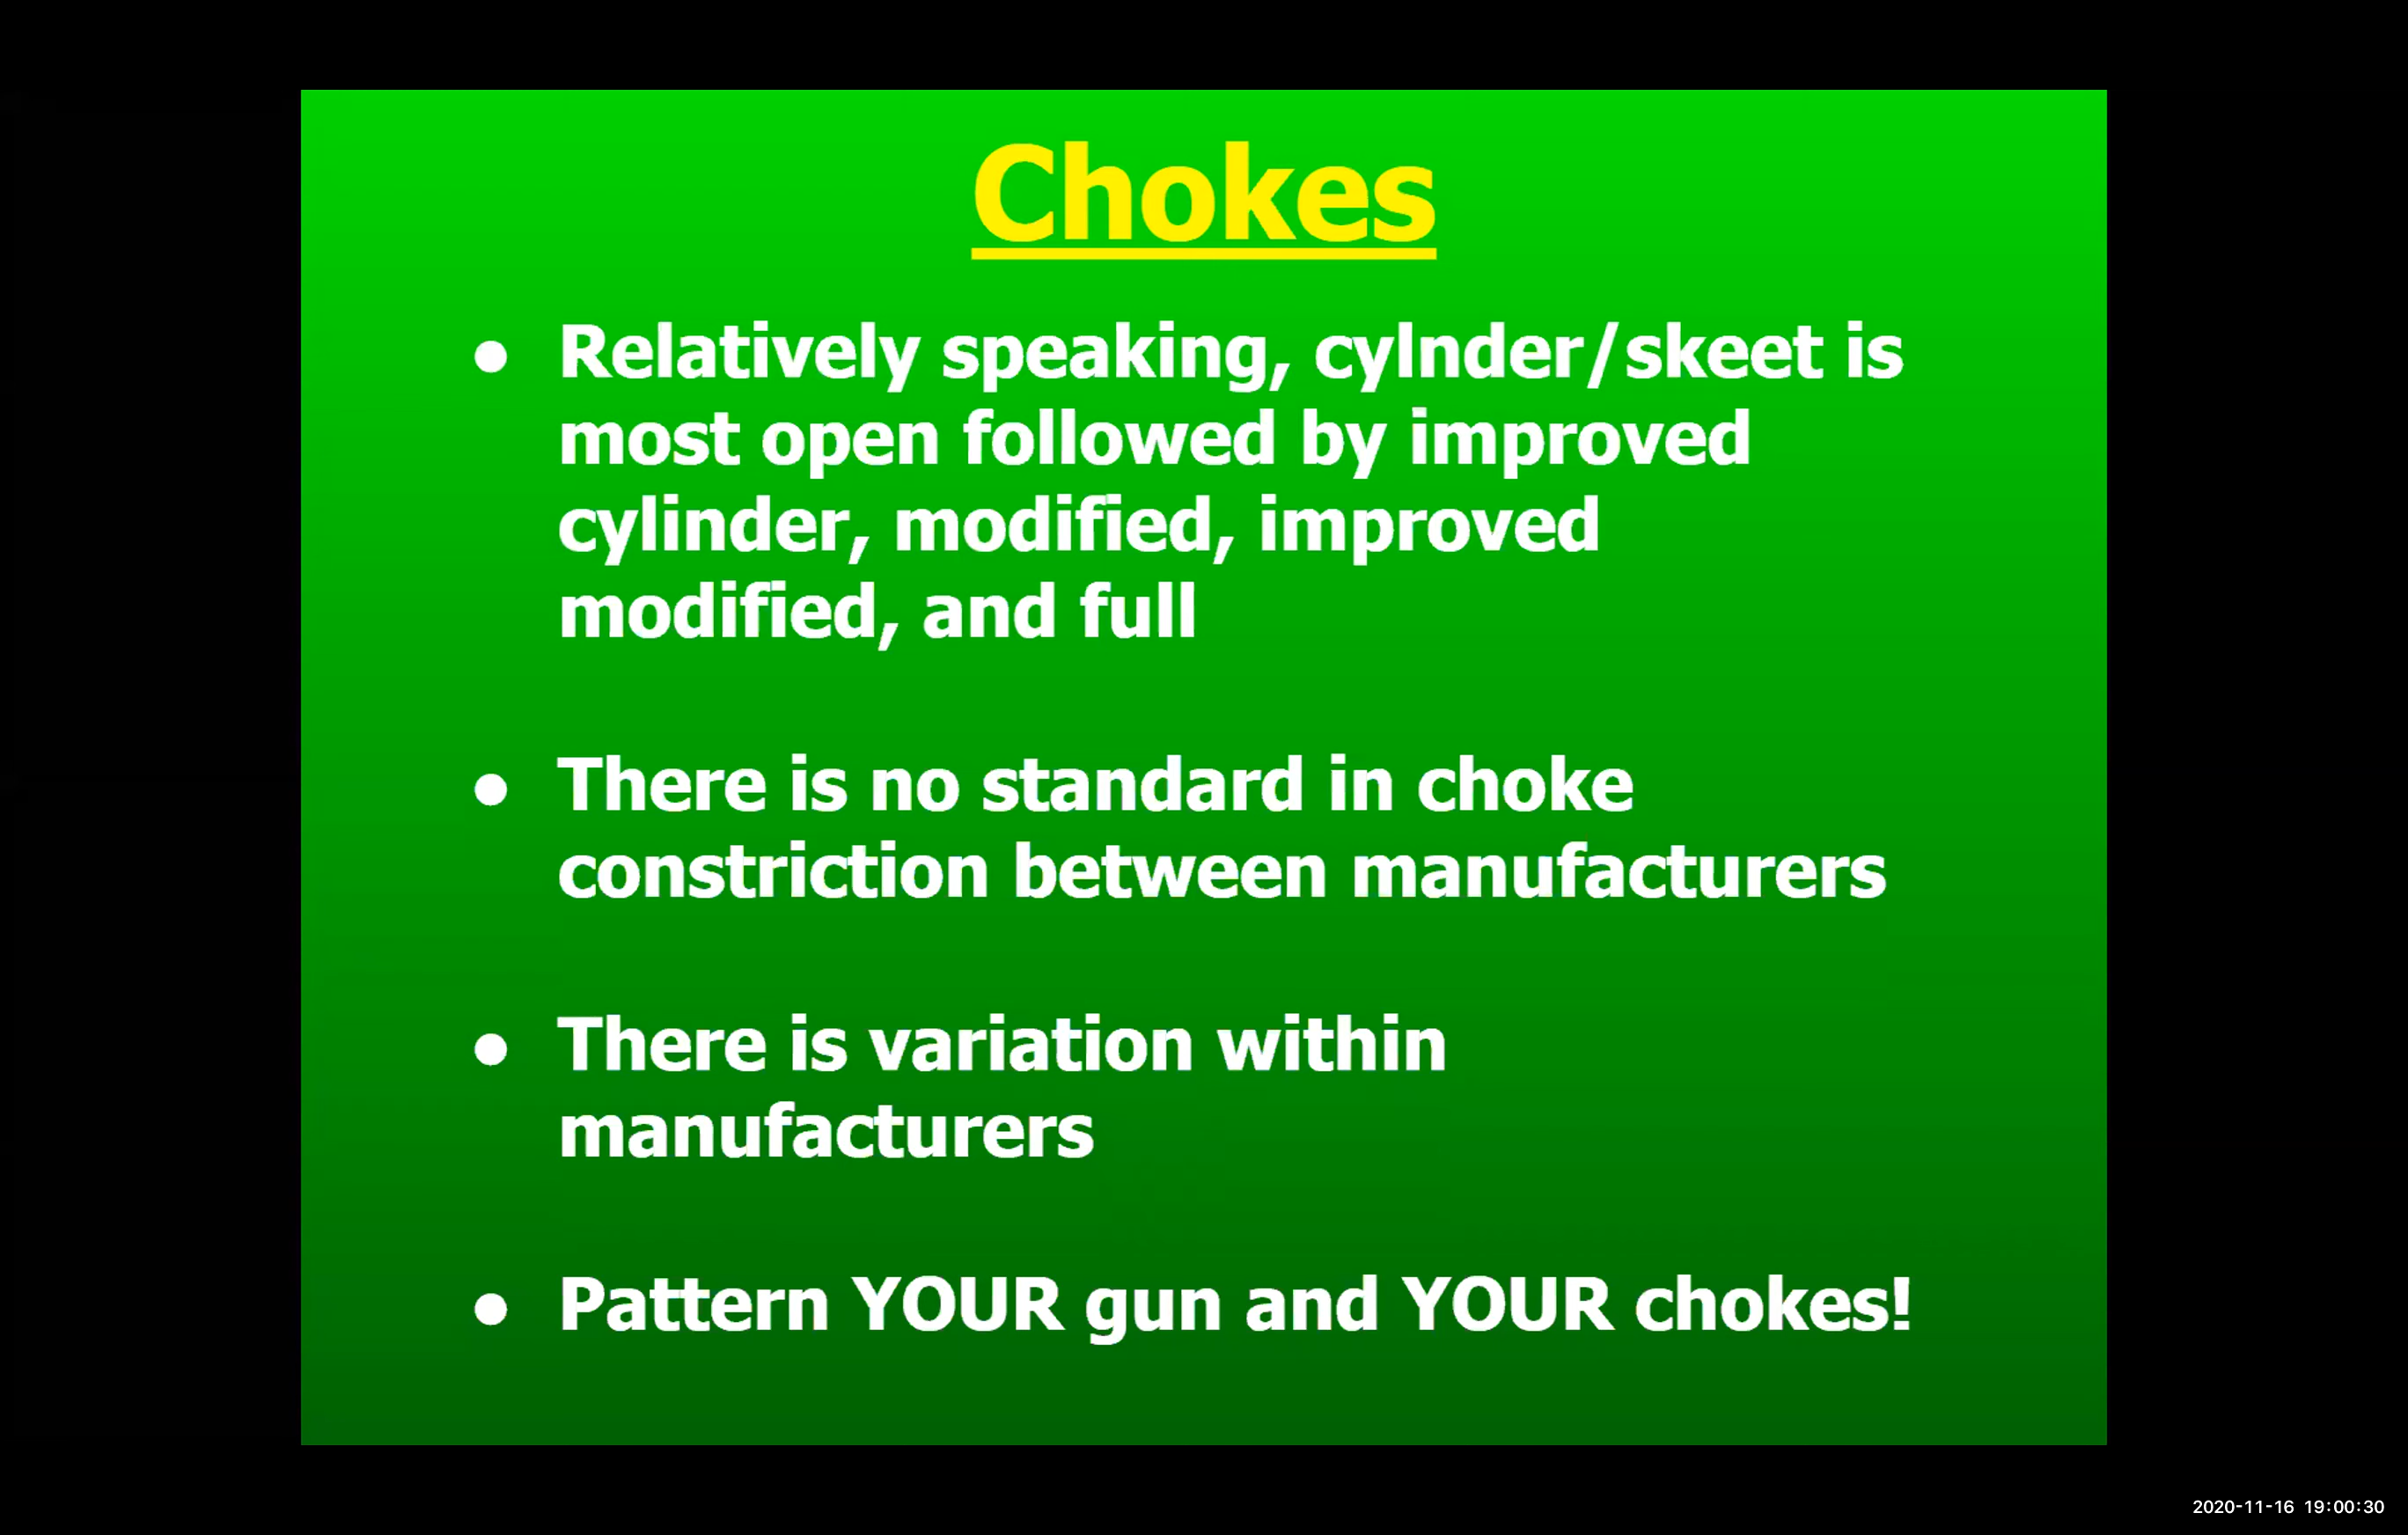 Chokes
• Relatively speaking, cylnder/skeet is
most open followed by improved
cylinder, modified, improved
modified, and full
• There is no standard in choke
constriction between manufacturers
• There is variation within
manufacturers
• Pattern YOUR gun and YOUR chokes!
2020-11-16 19:00:30